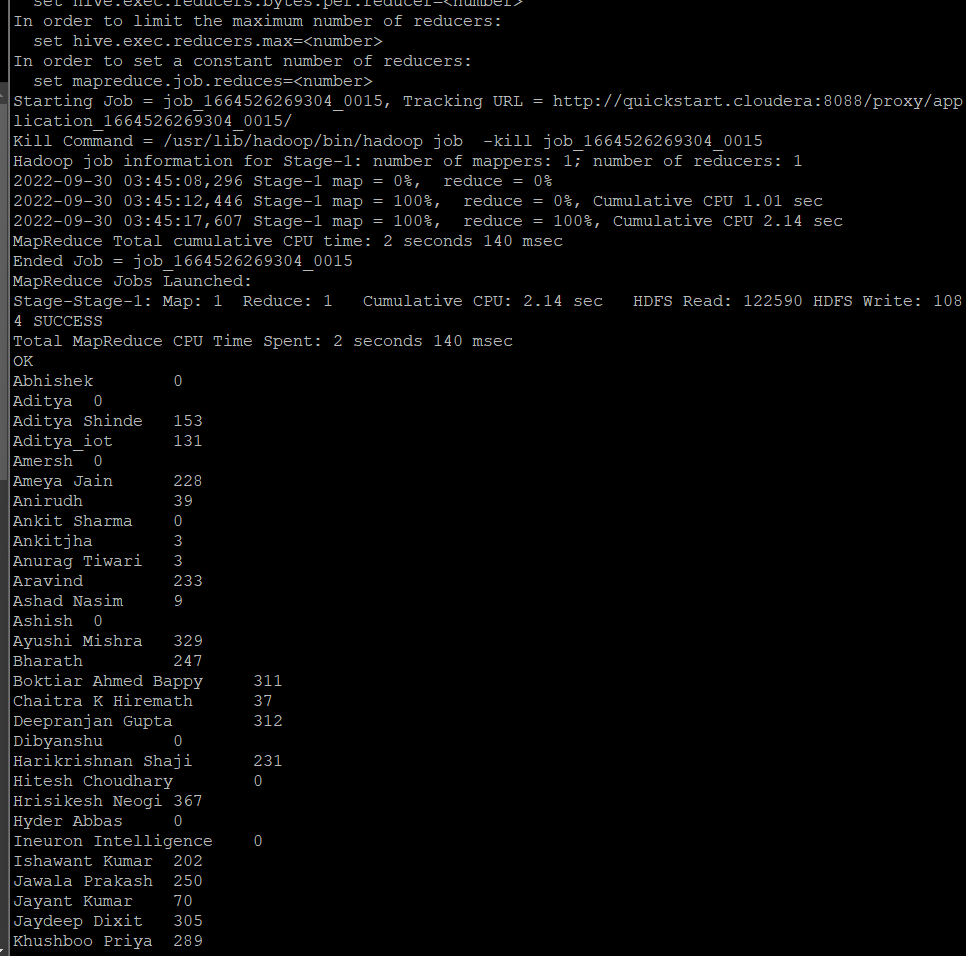 set hive.exec.reducers.bytes.per.reducer=<number>
In order to limit the maximum number of reducers:
  set hive.exec.reducers.max=<number>
In order to set a constant number of reducers:
  set mapreduce.job.reduces=<number>
Starting Job = job_1664526269304_0015, Tracking URL = http://quickstart.cloudera:8088/proxy/app
lication_1664526269304_0015/
Kill Command = /usr/lib/hadoop/bin/hadoop job  -kill job_1664526269304_0015
Hadoop job information for Stage-1: number of mappers: 1; number of reducers: 1
2022-09-30 03:45:08,296 Stage-1 map = 0%,  reduce = 0%
2022-09-30 03:45:12,446 Stage-1 map = 100%,  reduce = 0%, Cumulative CPU 1.01 sec
2022-09-30 03:45:17,607 Stage-1 map = 100%,  reduce = 100%, Cumulative CPU 2.14 sec
MapReduce Total cumulative CPU time: 2 seconds 140 msec
Ended Job = job_1664526269304_0015
MapReduce Jobs Launched:
Stage-Stage-1: Map: 1  Reduce: 1   Cumulative CPU: 2.14 sec   HDFS Read: 122590 HDFS Write: 108
4 SUCCESS
Total MapReduce CPU Time Spent: 2 seconds 140 msec
OK
Abhishek        0
Aditya  0
Aditya Shinde   153
Aditya_iot      131
Amersh  0
Ameya Jain      228
Anirudh         39
Ankit Sharma    0
Ankitjha        3
Anurag Tiwari   3
Aravind         233
Ashad Nasim     9
Ashish  0
Ayushi Mishra   329
Bharath         247
Boktiar Ahmed Bappy     311
Chaitra K Hiremath      37
Deepranjan Gupta        312
Dibyanshu       0
Harikrishnan Shaji      231
Hitesh Choudhary        0
Hrisikesh Neogi 367
Hyder Abbas     0
Ineuron Intelligence    0
Ishawant Kumar  202
Jawala Prakash  250
Jayant Kumar    70
Jaydeep Dixit   305
Khushboo Priya  289